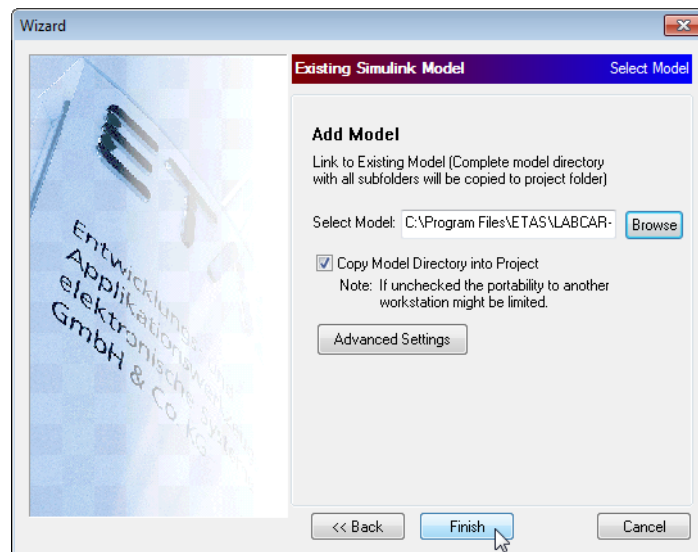 Wizard
Existing Simulink Model Select Model
ETA
Entwicklungs-
Applikationswerkzeu
elektronische Syst
GmbH & Co. KG
Add Model
Link to Existing Model (Complete model directory
with all subfolders will be copied to project folder)
Select Model: C:\Program Files\ETAS\LABCAR- Browse
Copy Model Directory into Project
Note: If unchecked the portability to another
workstation might be limited.
Advanced Settings
<< Back Finish Cancel